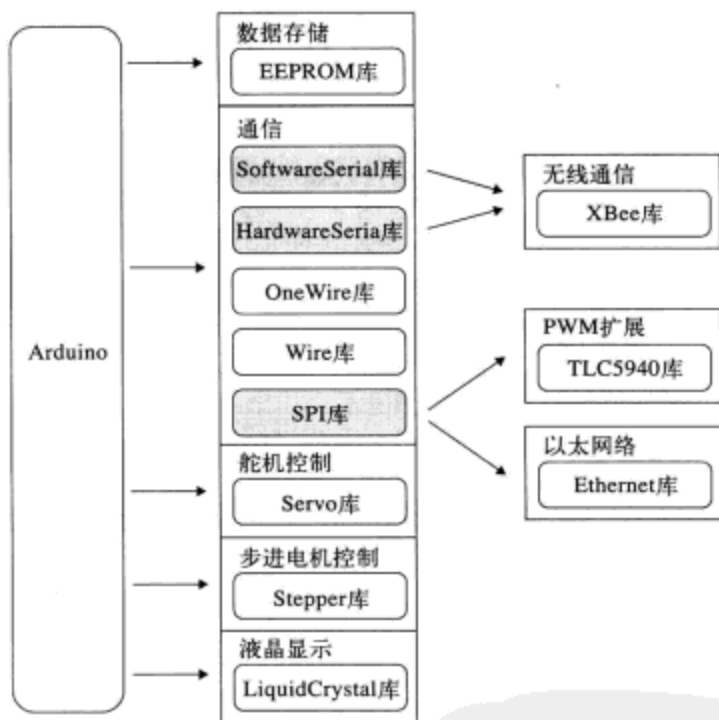 Arduino
数据存储
EEPROM库
通信
SoftwareSerial库
HardwareSeria库
OneWire库
Wire库
SPI库
舵机控制
Servo库
步进电机控制
Stepper库
液晶显示
LiquidCrystal库
无线通信
XBee库
PWM扩展
TLC5940库
以太网络
Ethernet库